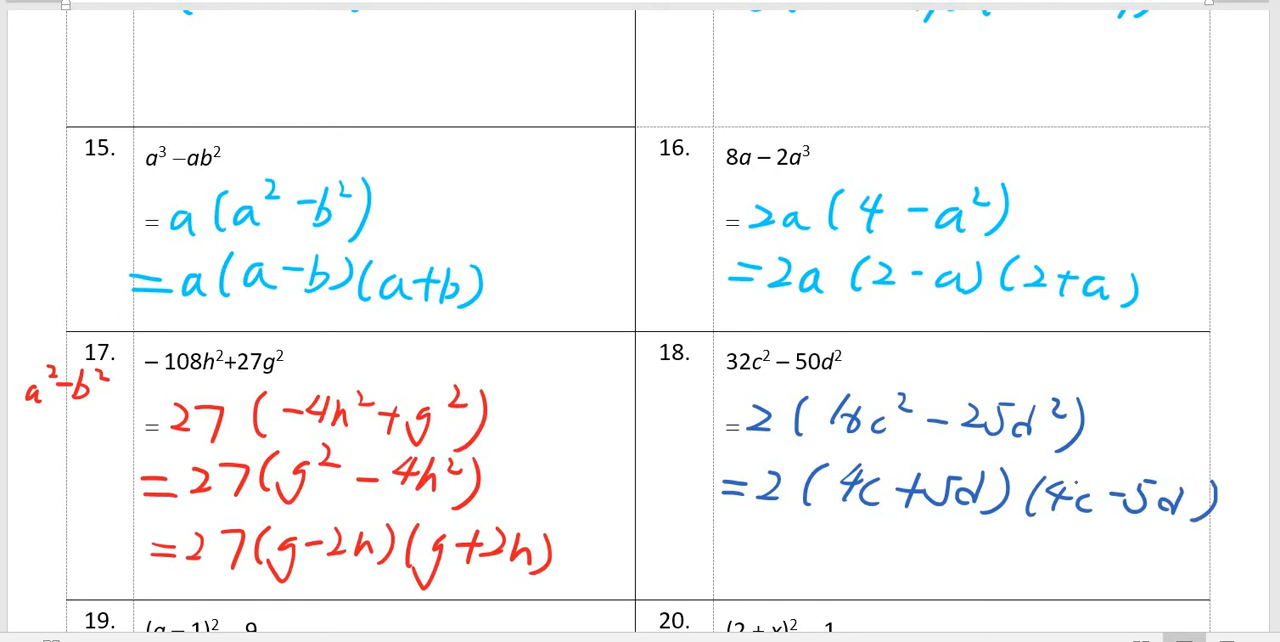 15. a³ –ab²
= a(a² -b²)
= a(a-b)(a+b)
16. 8a – 2a³
= 2a(4 -a²)
= 2a(2-a)(2+a)
a²-b²
17. – 108h²+27g²
= 27(-4h²+g²)
= 27(g² - 4h²)
= 27(g-2h)(g+2h)
18. 32c² – 50d²
= 2(16c² - 25d²)
= 2(4c+5d)(4c-5d)
19.
20.